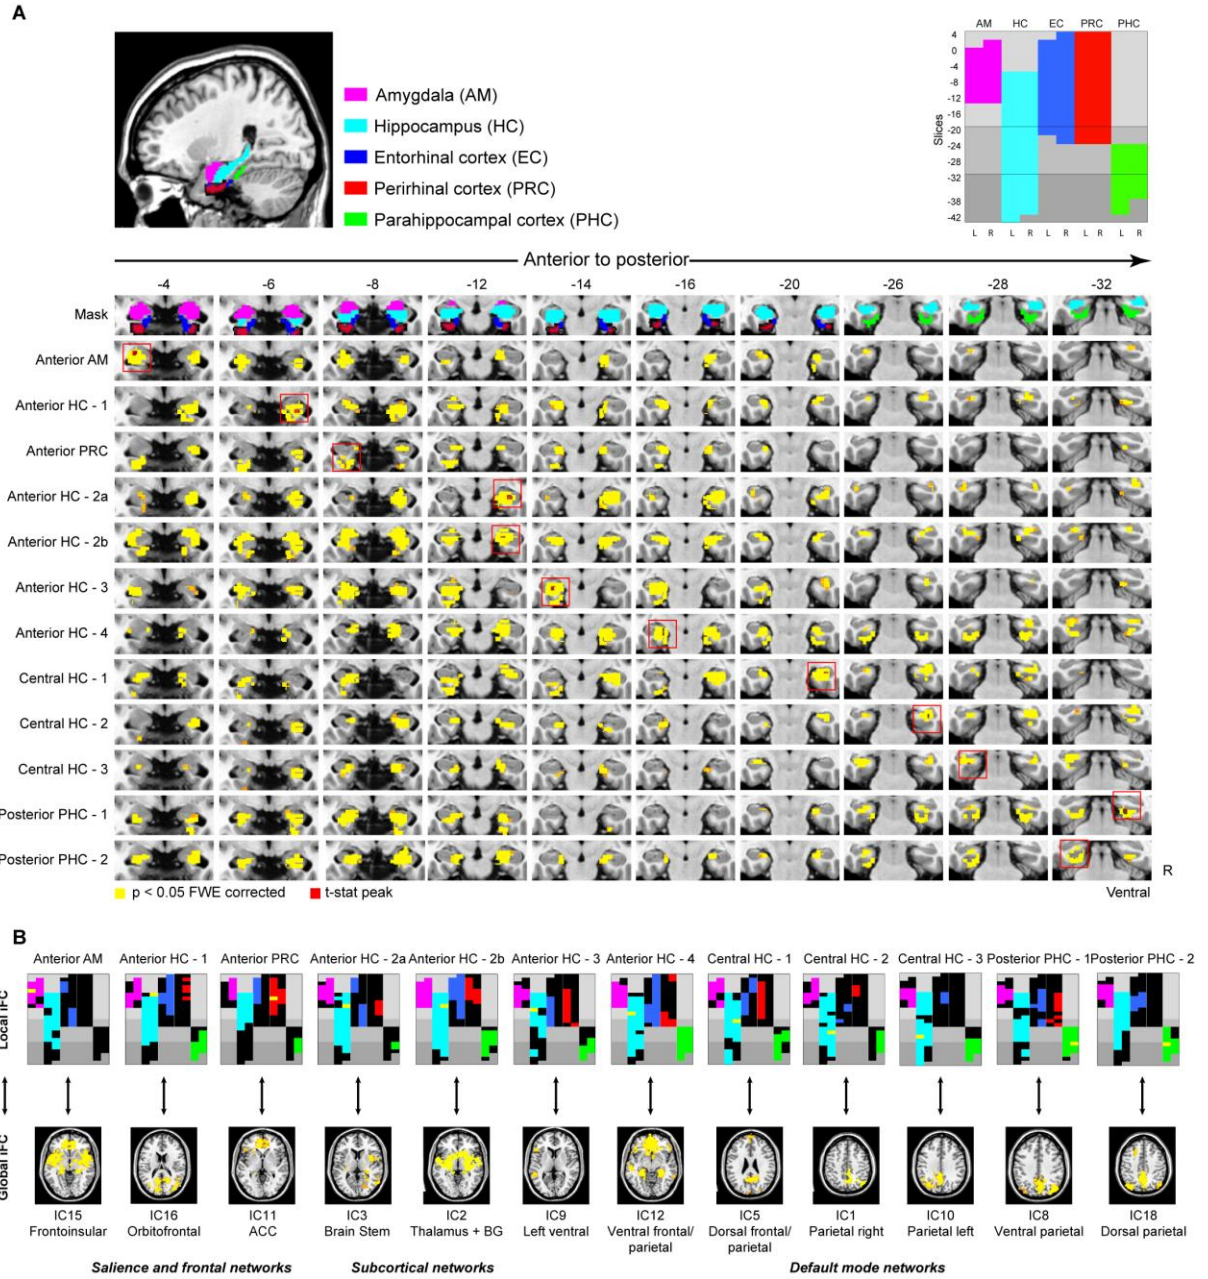 A
Amygdala (AM)
Hippocampus (HC)
Entorhinal cortex (EC)
Perirhinal cortex (PRC)
Parahippocampal cortex (PHC)
AM HC EC PRC PHC
Slices
4
0
-4
-8
-12
-16
-20
-24
-28
-32
-38
-42
L R L R L R L R L R
Anterior to posterior
-4 -6 -8 -12 -14 -16 -20 -26 -28 -32
Mask
Anterior AM
Anterior HC - 1
Anterior PRC
Anterior HC - 2a
Anterior HC - 2b
Anterior HC - 3
Anterior HC - 4
Central HC - 1
Central HC - 2
Central HC - 3
Posterior PHC - 1
Posterior PHC - 2
R
p < 0.05 FWE corrected t-stat peak Ventral
B
Anterior AM Anterior HC - 1 Anterior PRC Anterior HC - 2a Anterior HC - 2b Anterior HC - 3 Anterior HC - 4 Central HC - 1 Central HC - 2 Central HC - 3 Posterior PHC - 1 Posterior PHC - 2
Local iFC
Global iFC
IC15 IC16 IC11 IC3 IC2 IC9 IC12 IC5 IC1 IC10 IC8 IC18
Frontoinsular Orbitofrontal ACC Brain Stem Thalamus + BG Left ventral Ventral frontal/ Dorsal frontal/ Parietal right Parietal left Ventral parietal Dorsal parietal
parietal parietal
Salience and frontal networks Subcortical networks Default mode networks